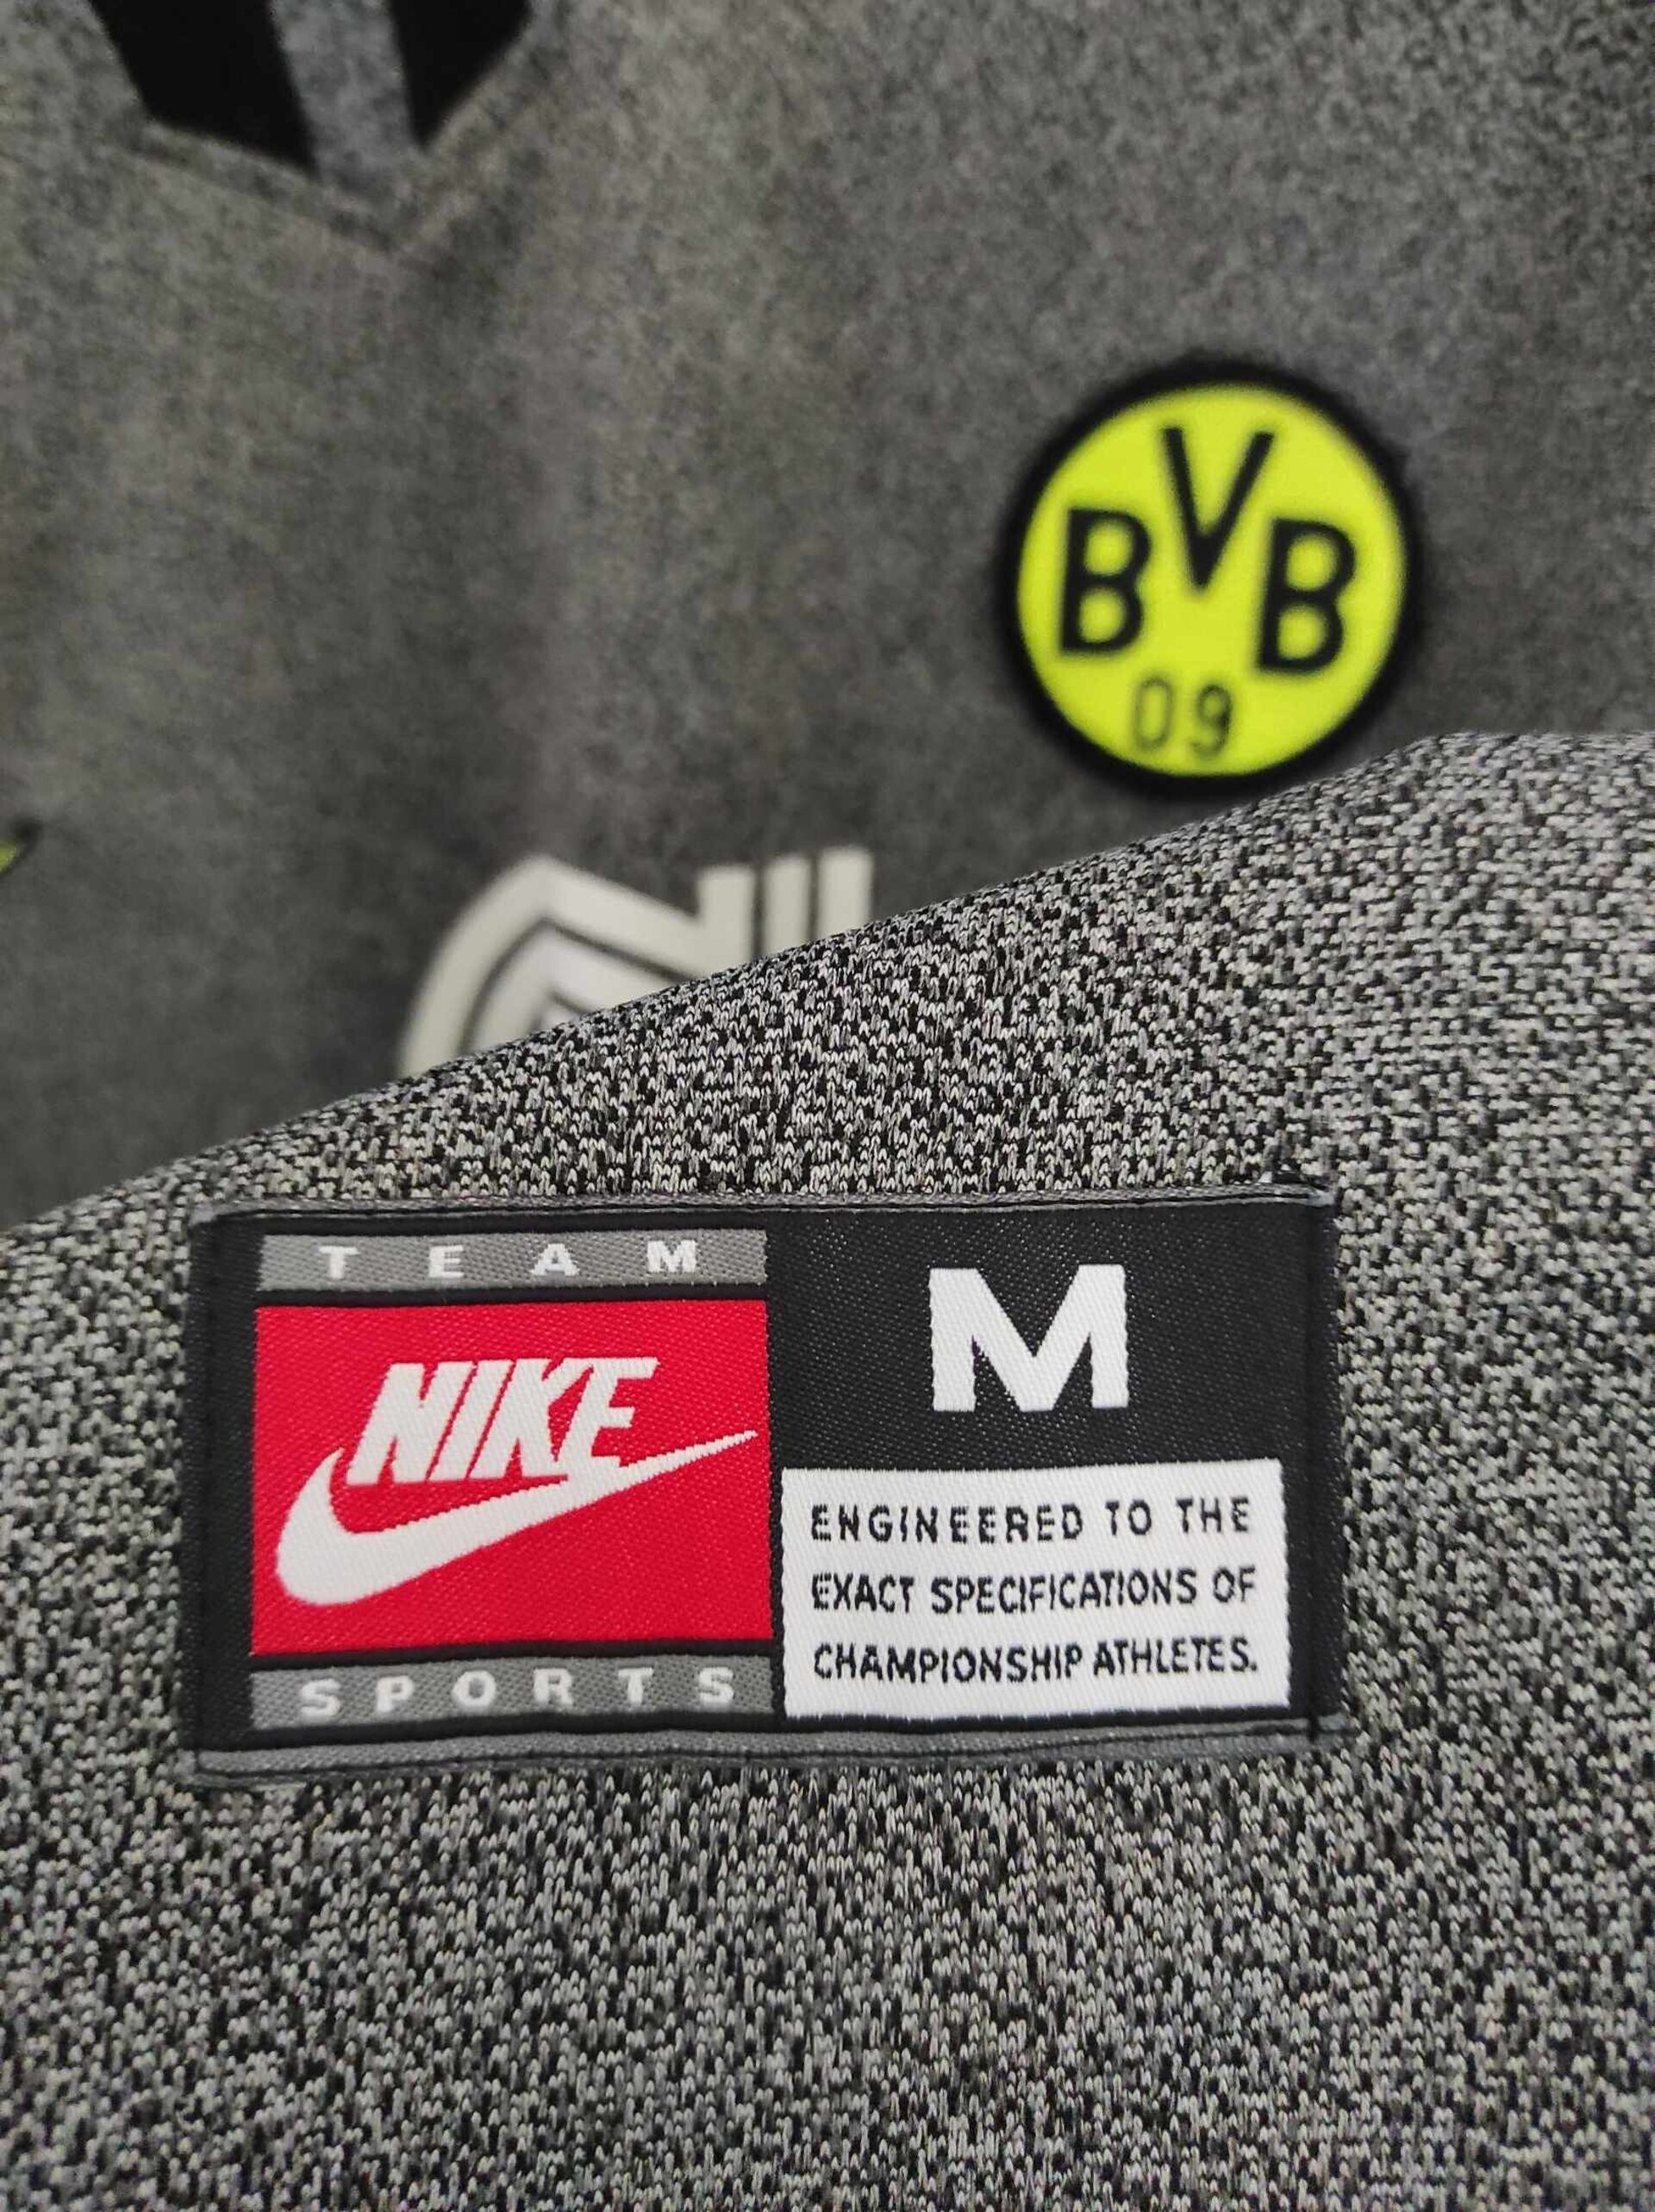 BVB
09
TEAM
NIKE
SPORTS
M
ENGINEERED TO THE
EXACT SPECIFICATIONS OF
CHAMPIONSHIP ATHLETES.